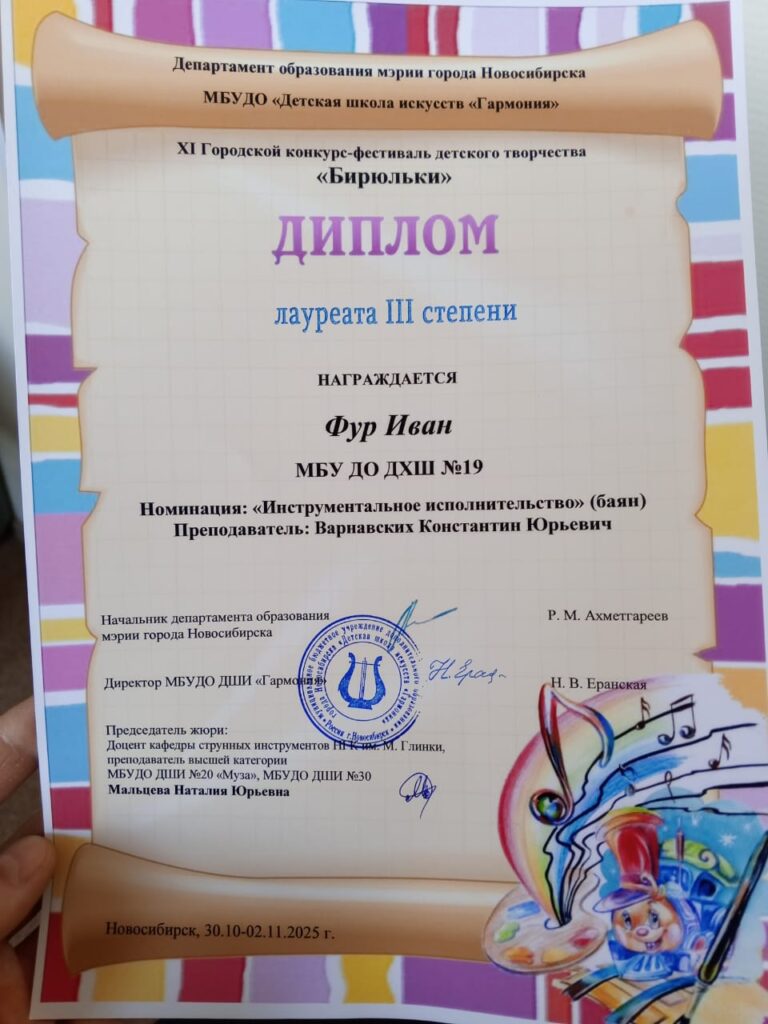 Департамент образования мэрии города Новосибирска
МБУДО «Детская школа искусств «Гармония»
XI Городской конкурс-фестиваль детского творчества
«Бирюльки»
ДИПЛОМ
лауреата III степени
НАГРАЖДАЕТСЯ
Фур Иван
МБУ ДО ДХШ №19
Номинация: «Инструментальное исполнительство» (баян)
Преподаватель: Варнавских Константин Юрьевич
Начальник департамента образования
мэрии города Новосибирска
Р. М. Ахметгареев
Директор МБУДО ДШИ «Гармония»
Н. В. Еранская
Председатель жюри:
Доцент кафедры струнных инструментов НГК им. М. Глинки,
преподаватель высшей категории
МБУДО ДШИ №20 «Муза», МБУДО ДШИ №30
Мальцева Наталия Юрьевна
Новосибирск, 30.10-02.11.2025 г.